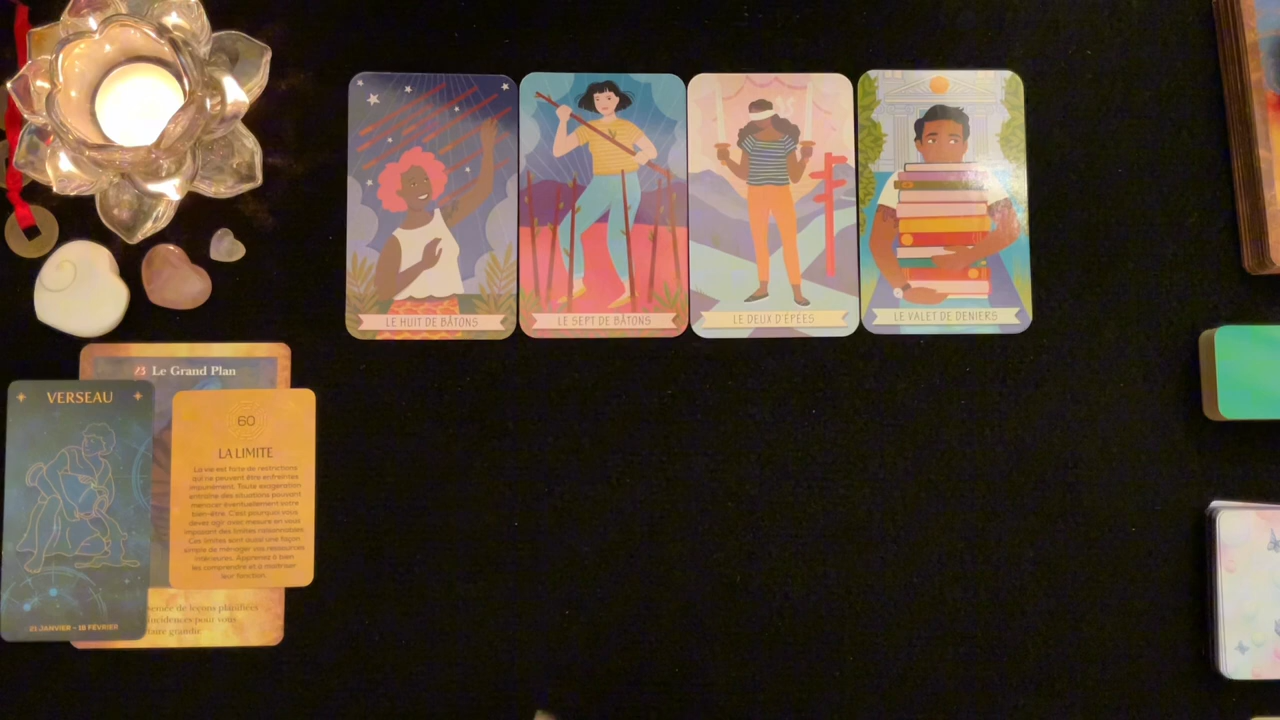 LE HUIT DE BÂTONS
LE SEPT DE BÂTONS
LE DEUX D'ÉPÉES
LE VALET DE DENIERS
23 Le Grand Plan
VERSEAU
21 JANVIER - 18 FÉVRIER
60
LA LIMITE
La vie est faite de restrictions
qui ne peuvent être enfreintes
impunément. Toute exagération
entraîne des situations pouvant
menacer éventuellement votre
bien-être. C'est pourquoi vous
devez agir avec mesure en vous
imposant des limites raisonnables.
Ces limites sont aussi une façon
simple de ménager vos ressources
intérieures. Apprenez à bien
les comprendre et à maîtriser
leur fonction.
semée de leçons planifiées
incidences pour vous
faire grandir.